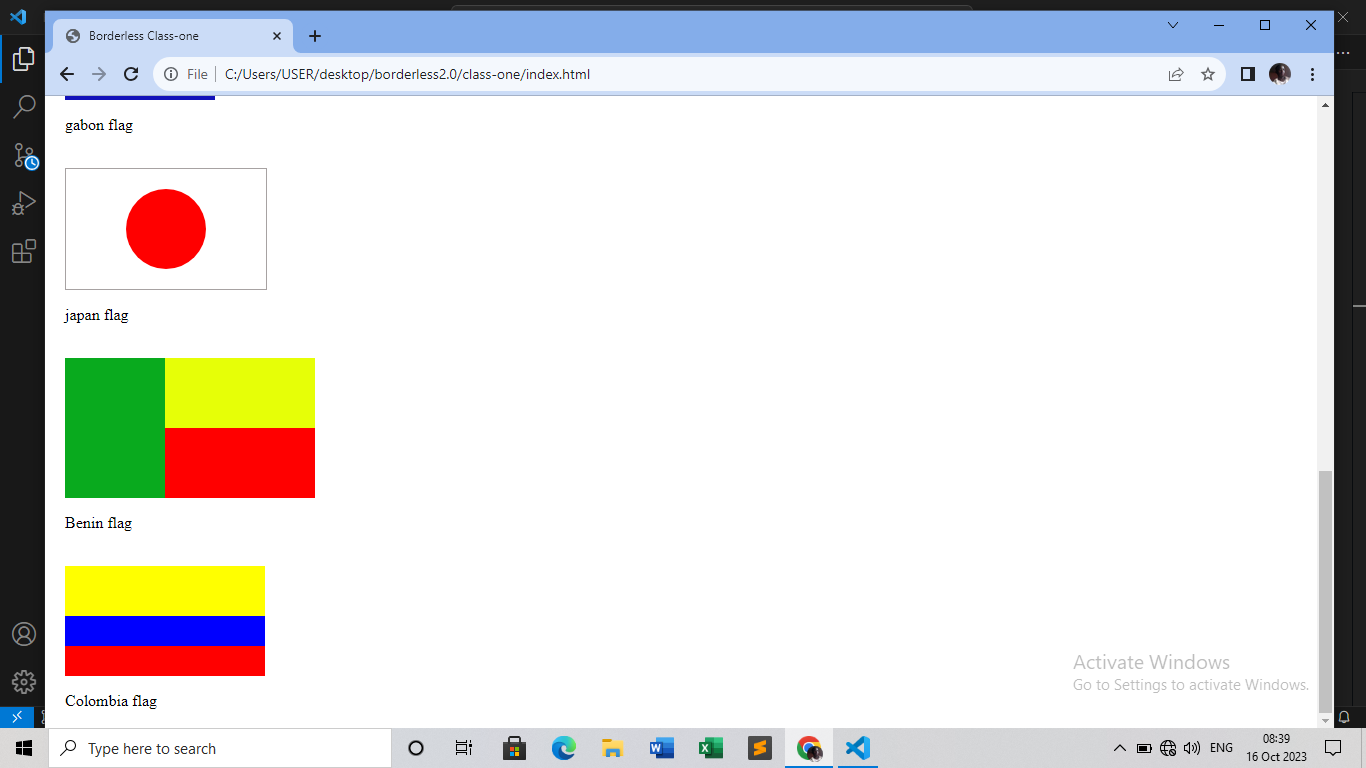 Borderless Class-one
File
C:/Users/USER/desktop/borderless2.0/class-one/index.html
gabon flag
japan flag
Benin flag
Colombia flag
Activate Windows
Go to Settings to activate Windows.
Type here to search
ENG
08:39
16 Oct 2023